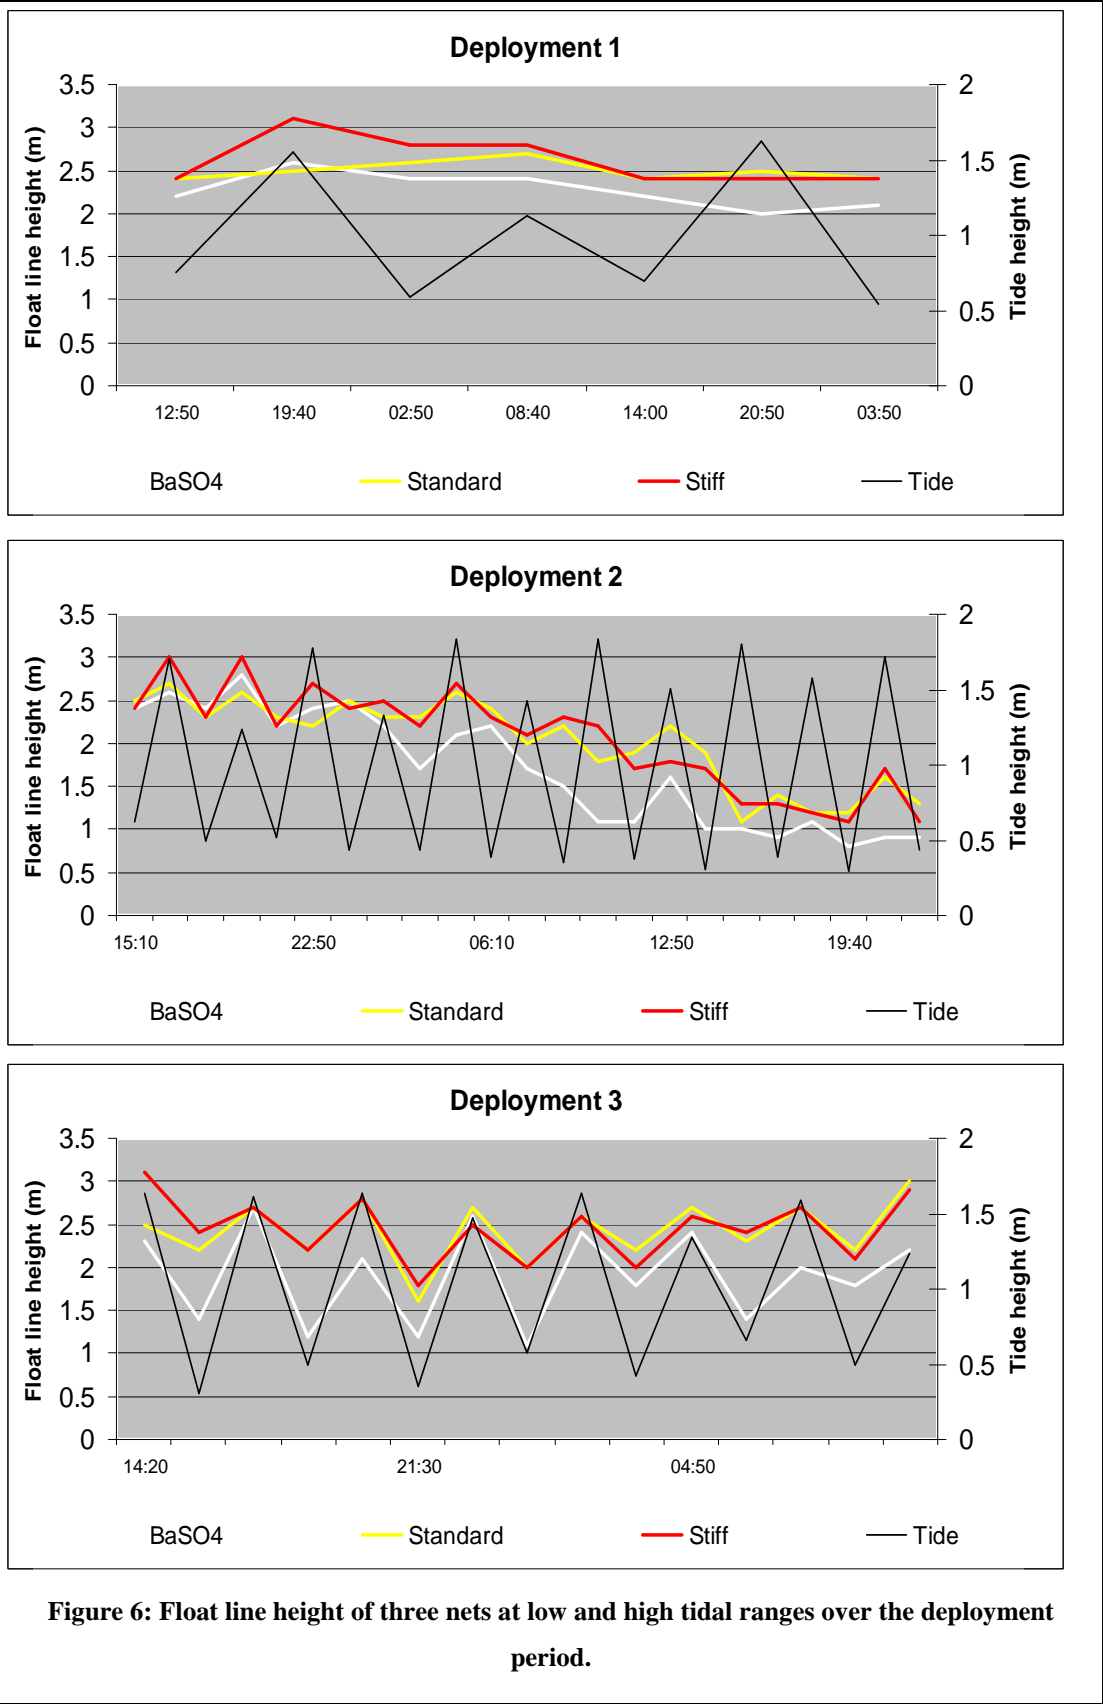 Deployment 1
Float line height (m)
3.5
3
2.5
2
1.5
1
0.5
0
2
1.5
1
0.5
0
Tide height (m)
12:50 19:40 02:50 08:40 14:00 20:50 03:50
BaSO4 Standard Stiff Tide
Deployment 2
Float line height (m)
3.5
3
2.5
2
1.5
1
0.5
0
2
1.5
1
0.5
0
Tide height (m)
15:10 22:50 06:10 12:50 19:40
BaSO4 Standard Stiff Tide
Deployment 3
Float line height (m)
3.5
3
2.5
2
1.5
1
0.5
0
2
1.5
1
0.5
0
Tide height (m)
14:20 21:30 04:50
BaSO4 Standard Stiff Tide
Figure 6: Float line height of three nets at low and high tidal ranges over the deployment
period.